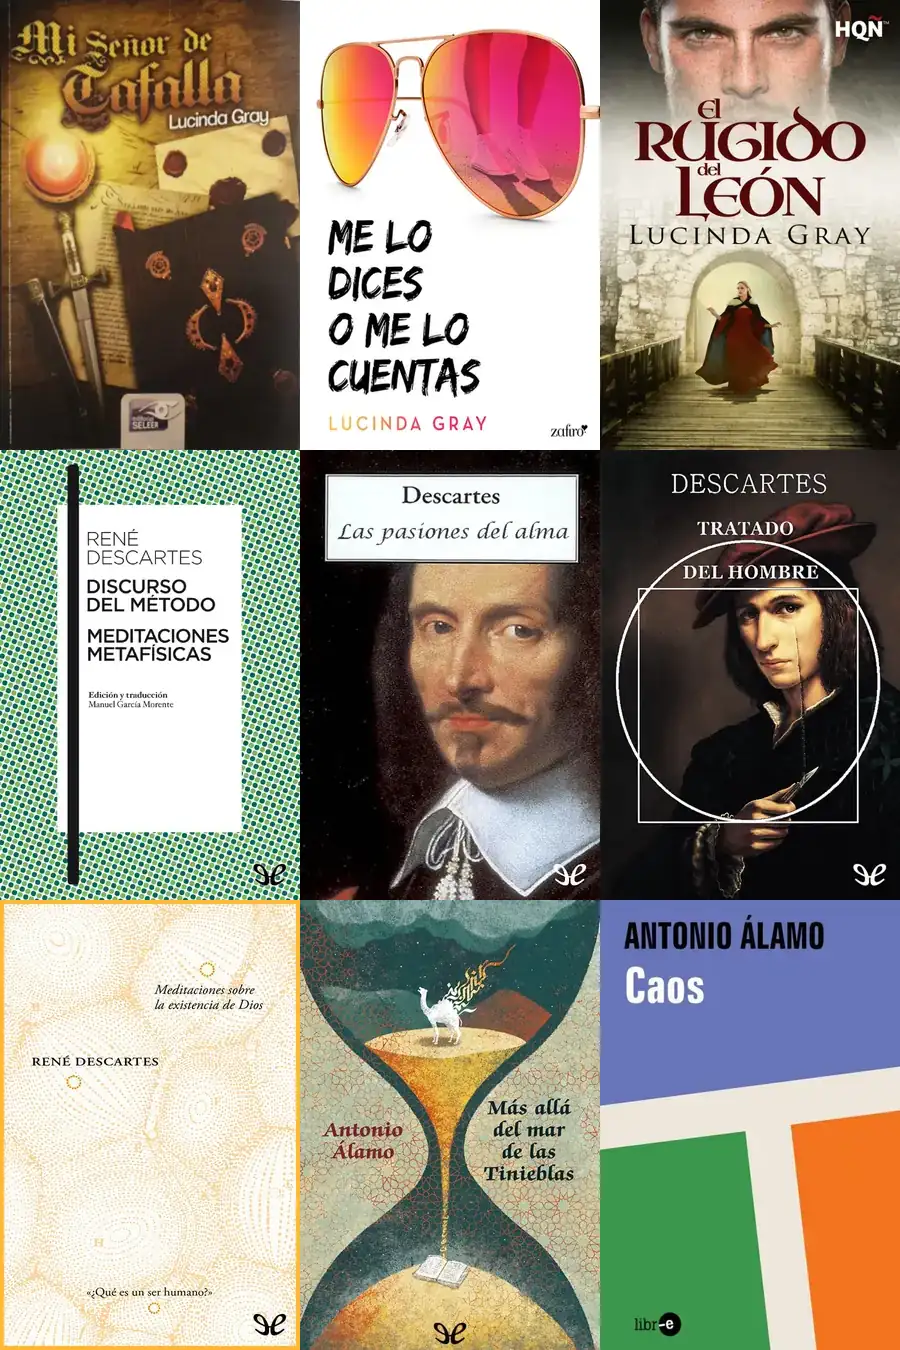 Mi Señor de
Tafalla
Lucinda Gray
SELEER
ME LO
DICES
O ME LO
CUENTAS
LUCINDA GRAY
zafiro
HQÑ™
EL
RUGIDO
del
LEÓN
LUCINDA GRAY
RENÉ
DESCARTES
DISCURSO
DEL MÉTODO
MEDITACIONES
METAFÍSICAS
Edición y traducción
Manuel García Morente
Descartes
Las pasiones del alma
DESCARTES
TRATADO
DEL HOMBRE
Meditaciones sobre
la existencia de Dios
RENÉ DESCARTES
«¿Qué es un ser humano?»
Antonio
Álamo
Más allá
del mar
de las
Tinieblas
ANTONIO ÁLAMO
Caos
libr-e